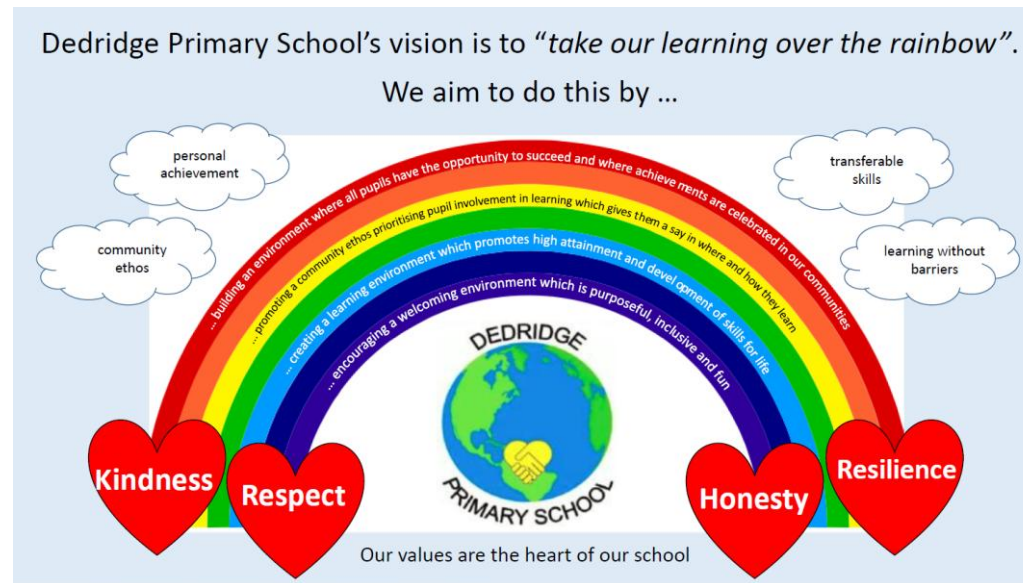 Dedridge Primary School's vision is to “take our learning over the rainbow”.
We aim to do this by ...
personal
achievement
community
ethos
transferable
skills
learning without
barriers
... building an environment where all pupils have the opportunity to succeed and where achievements are celebrated in our communities
... promoting a community ethos prioritising pupil involvement in learning which gives them a say in where and how they learn
... creating a learning environment which promotes high attainment and development of skills for life
... encouraging a welcoming environment which is purposeful, inclusive and fun
DEDRIDGE
PRIMARY SCHOOL
Kindness
Respect
Honesty
Resilience
Our values are the heart of our school